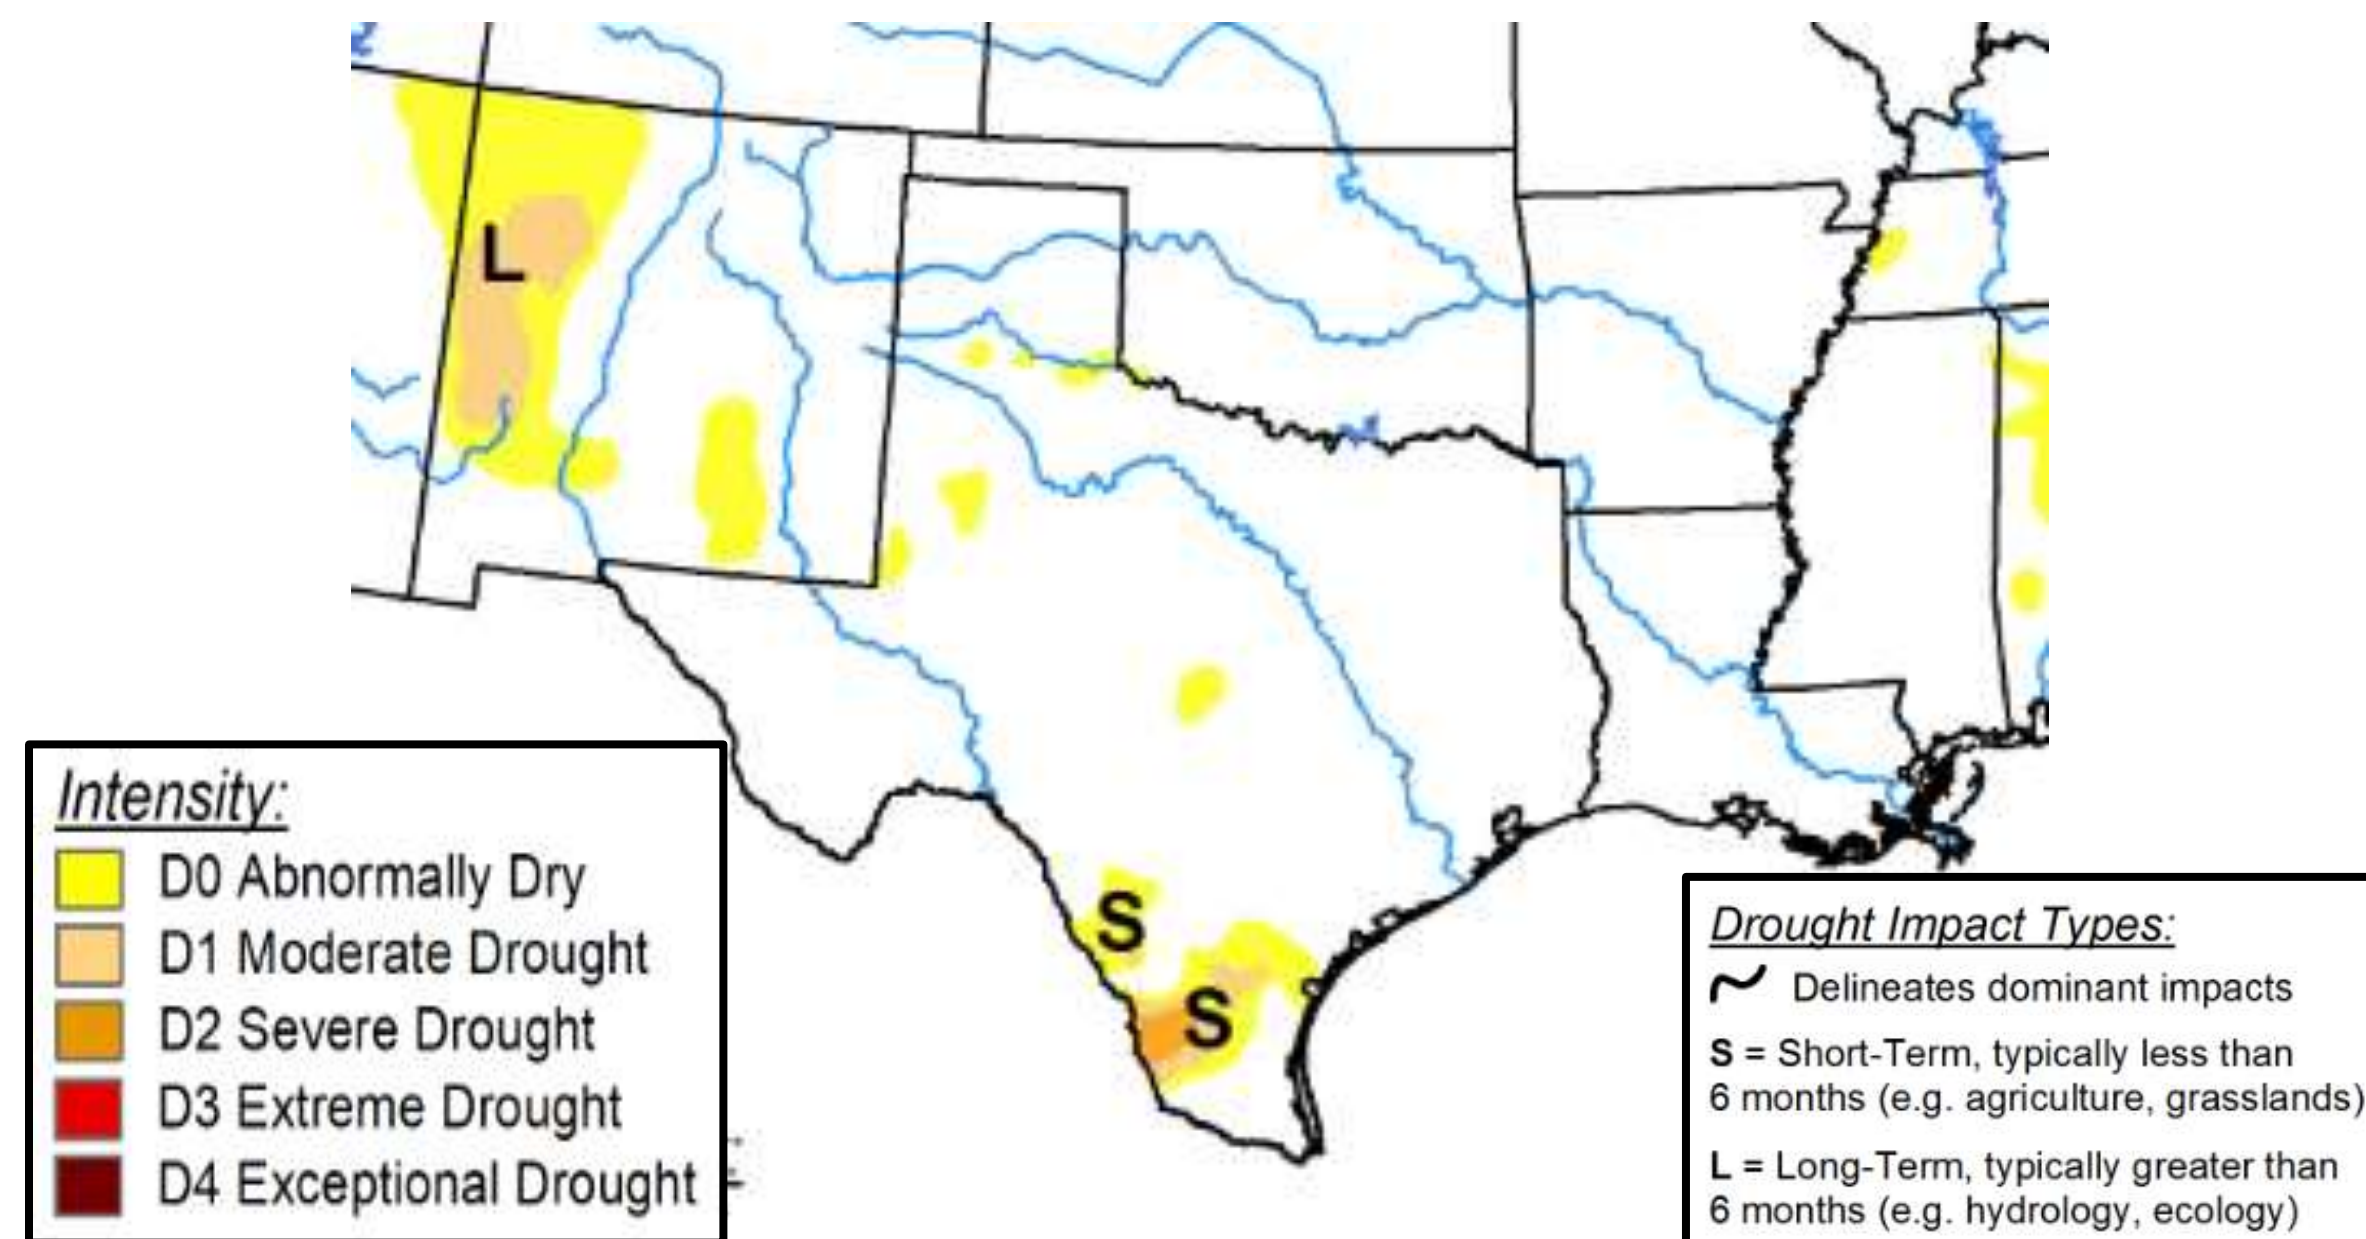 L
S
S
Intensity:
D0 Abnormally Dry
D1 Moderate Drought
D2 Severe Drought
D3 Extreme Drought
D4 Exceptional Drought
Drought Impact Types:
Delineates dominant impacts
S = Short-Term, typically less than
6 months (e.g. agriculture, grasslands)
L = Long-Term, typically greater than
6 months (e.g. hydrology, ecology)